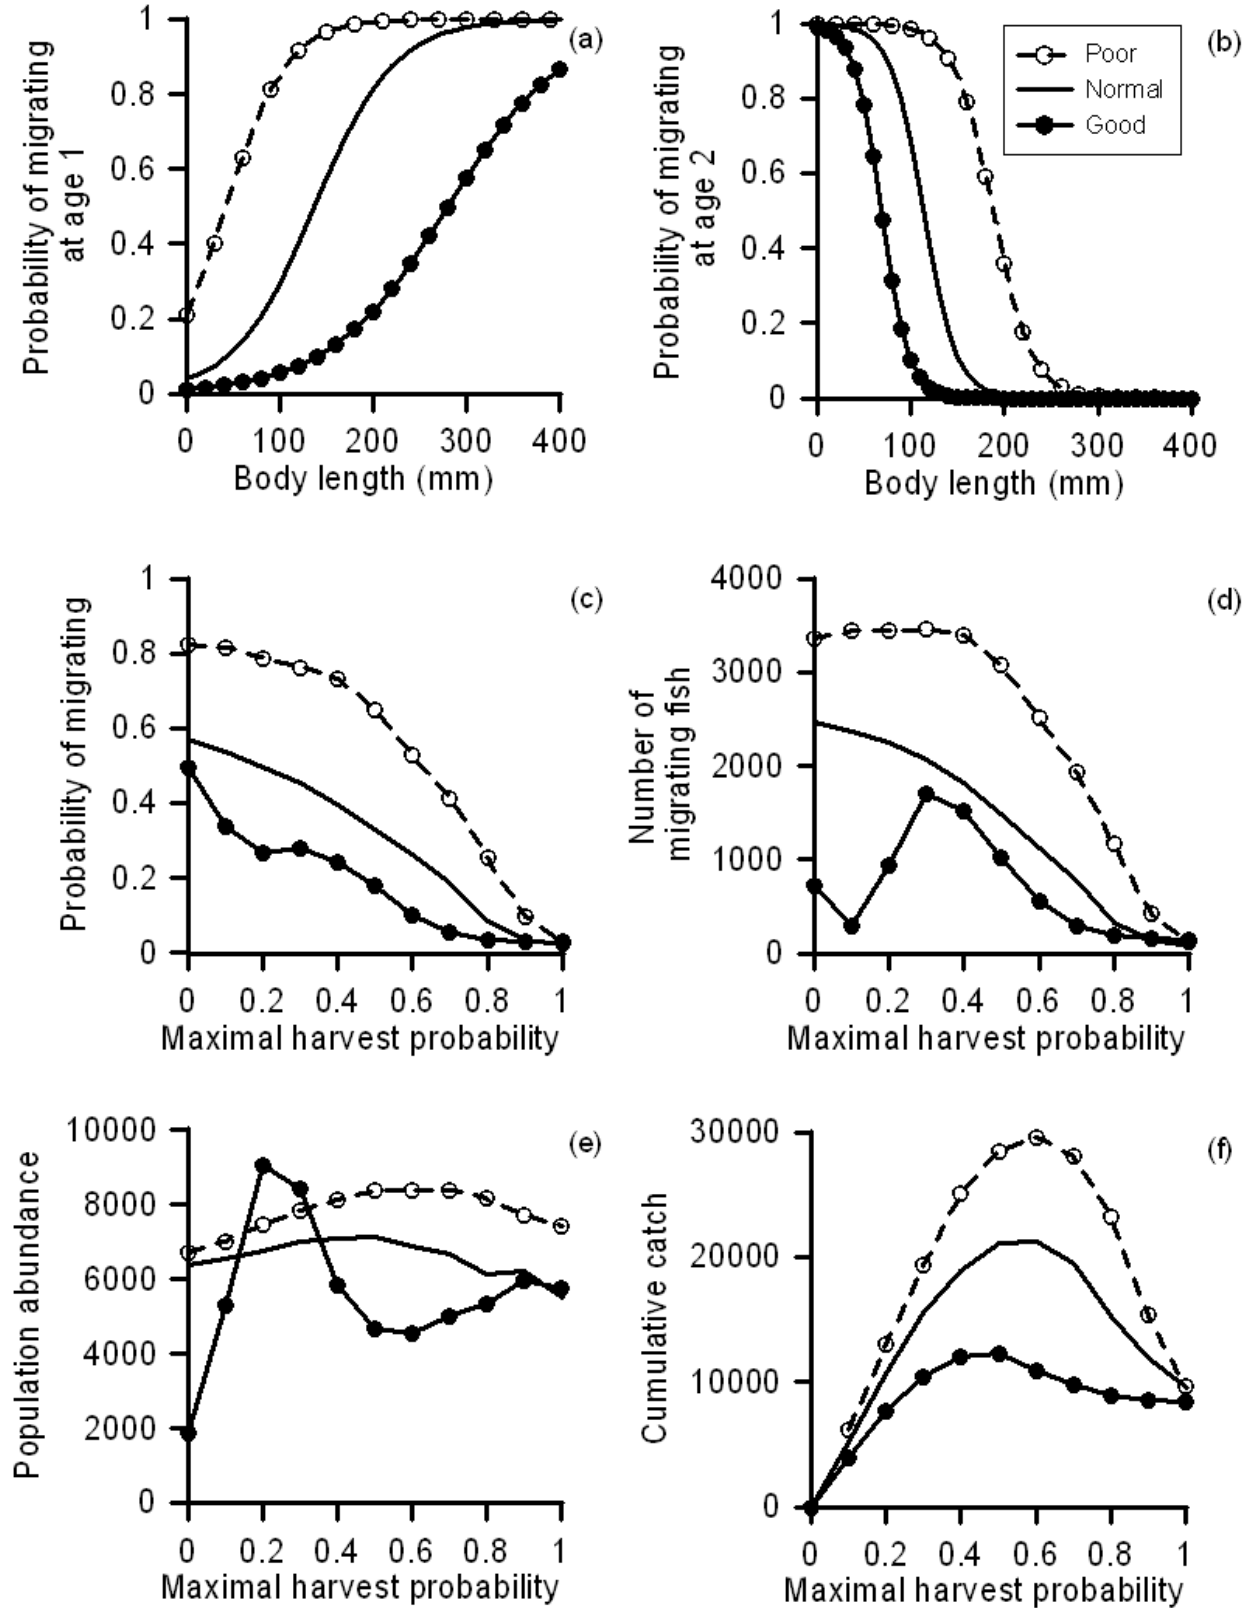 Probability of migrating
at age 1
1
0.8
0.6
0.4
0.2
0
0 100 200 300 400
Body length (mm)
(a)
Probability of migrating
at age 2
1
0.8
0.6
0.4
0.2
0
0 100 200 300 400
Body length (mm)
(b)
Poor
Normal
Good
Probability of migrating
1
0.8
0.6
0.4
0.2
0
0 0.2 0.4 0.6 0.8 1
Maximal harvest probability
(c)
Number of
migrating fish
4000
3000
2000
1000
0
0 0.2 0.4 0.6 0.8 1
Maximal harvest probability
(d)
Population abundance
10000
8000
6000
4000
2000
0
0 0.2 0.4 0.6 0.8 1
Maximal harvest probability
(e)
Cumulative catch
30000
20000
10000
0
0 0.2 0.4 0.6 0.8 1
Maximal harvest probability
(f)